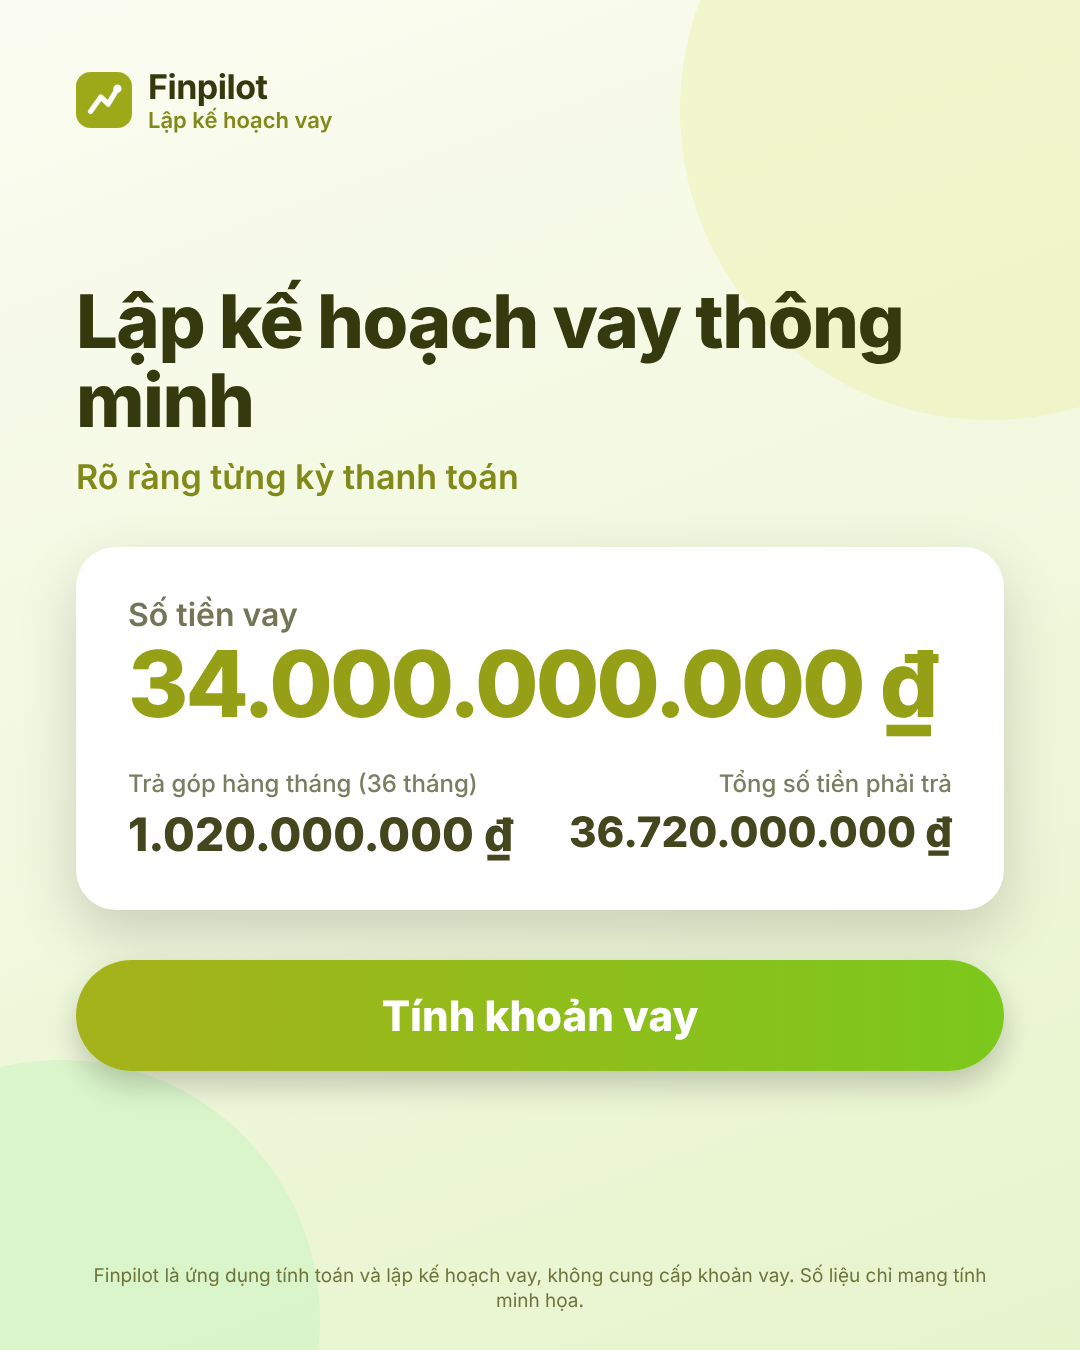 Finpilot
Lập kế hoạch vay
Lập kế hoạch vay thông
minh
Rõ ràng từng kỳ thanh toán
Số tiền vay
34.000.000.000 ₫
Trả góp hàng tháng (36 tháng)
1.020.000.000 ₫
Tổng số tiền phải trả
36.720.000.000 ₫
Tính khoản vay
Finpilot là ứng dụng tính toán và lập kế hoạch vay, không cung cấp khoản vay. Số liệu chỉ mang tính
minh họa.